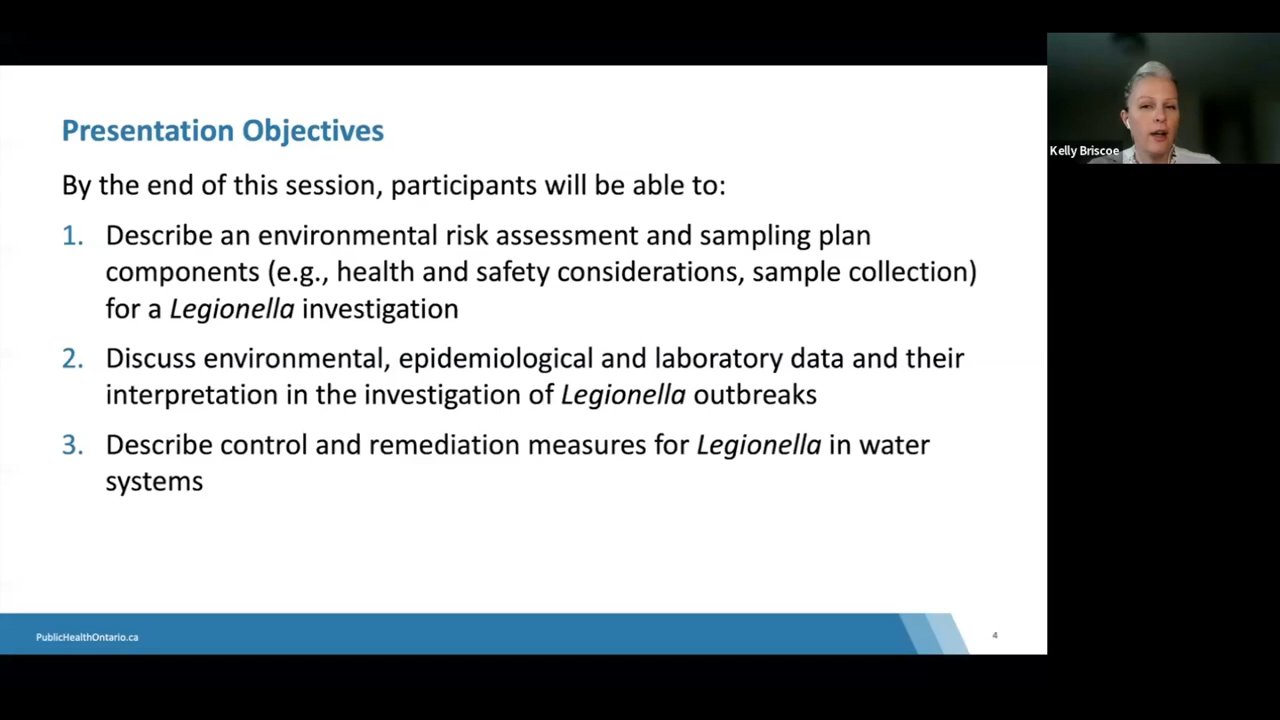 Presentation Objectives
By the end of this session, participants will be able to:
1. Describe an environmental risk assessment and sampling plan
components (e.g., health and safety considerations, sample collection)
for a Legionella investigation
2. Discuss environmental, epidemiological and laboratory data and their
interpretation in the investigation of Legionella outbreaks
3. Describe control and remediation measures for Legionella in water
systems
PublicHealthOntario.ca
4
Kelly Briscoe